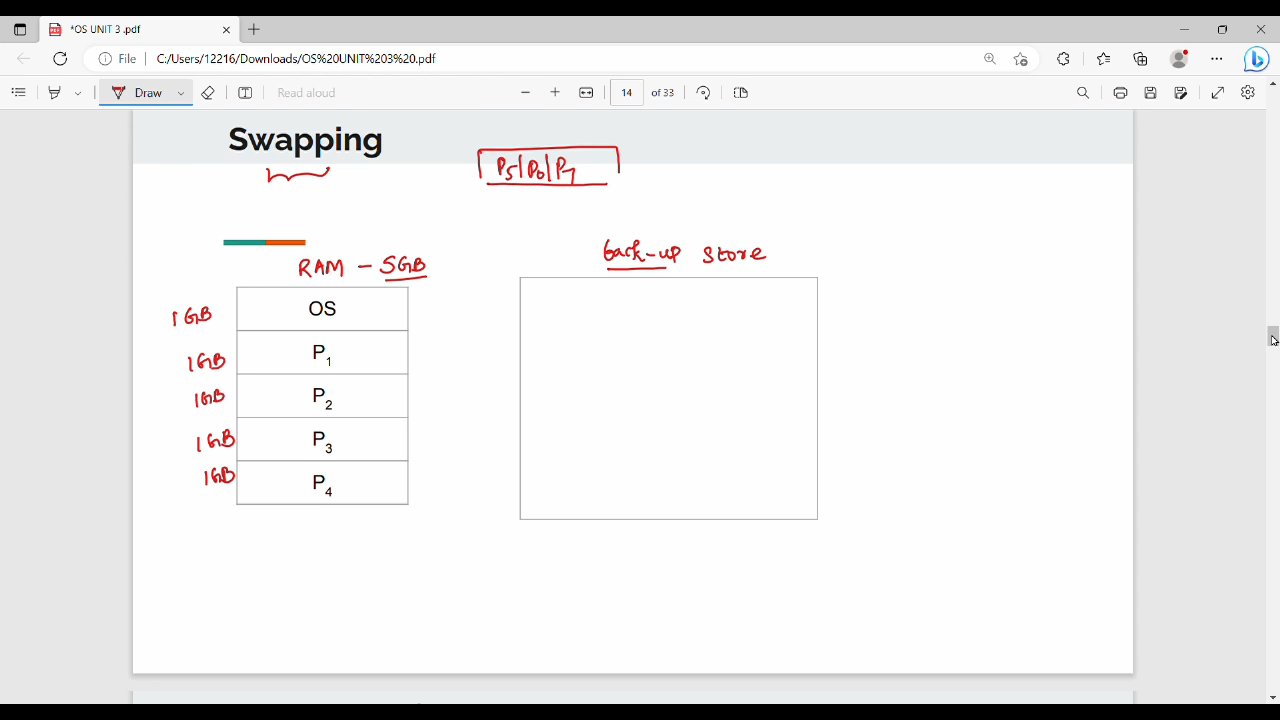 *OS UNIT 3 .pdf
File C:/Users/12216/Downloads/OS%20UNIT%203%20.pdf
Draw Read aloud 14 of 33
Swapping
P5 | P6 | P7
back-up store
RAM - 5GB
1GB OS
1GB P1
1GB P2
1GB P3
1GB P4